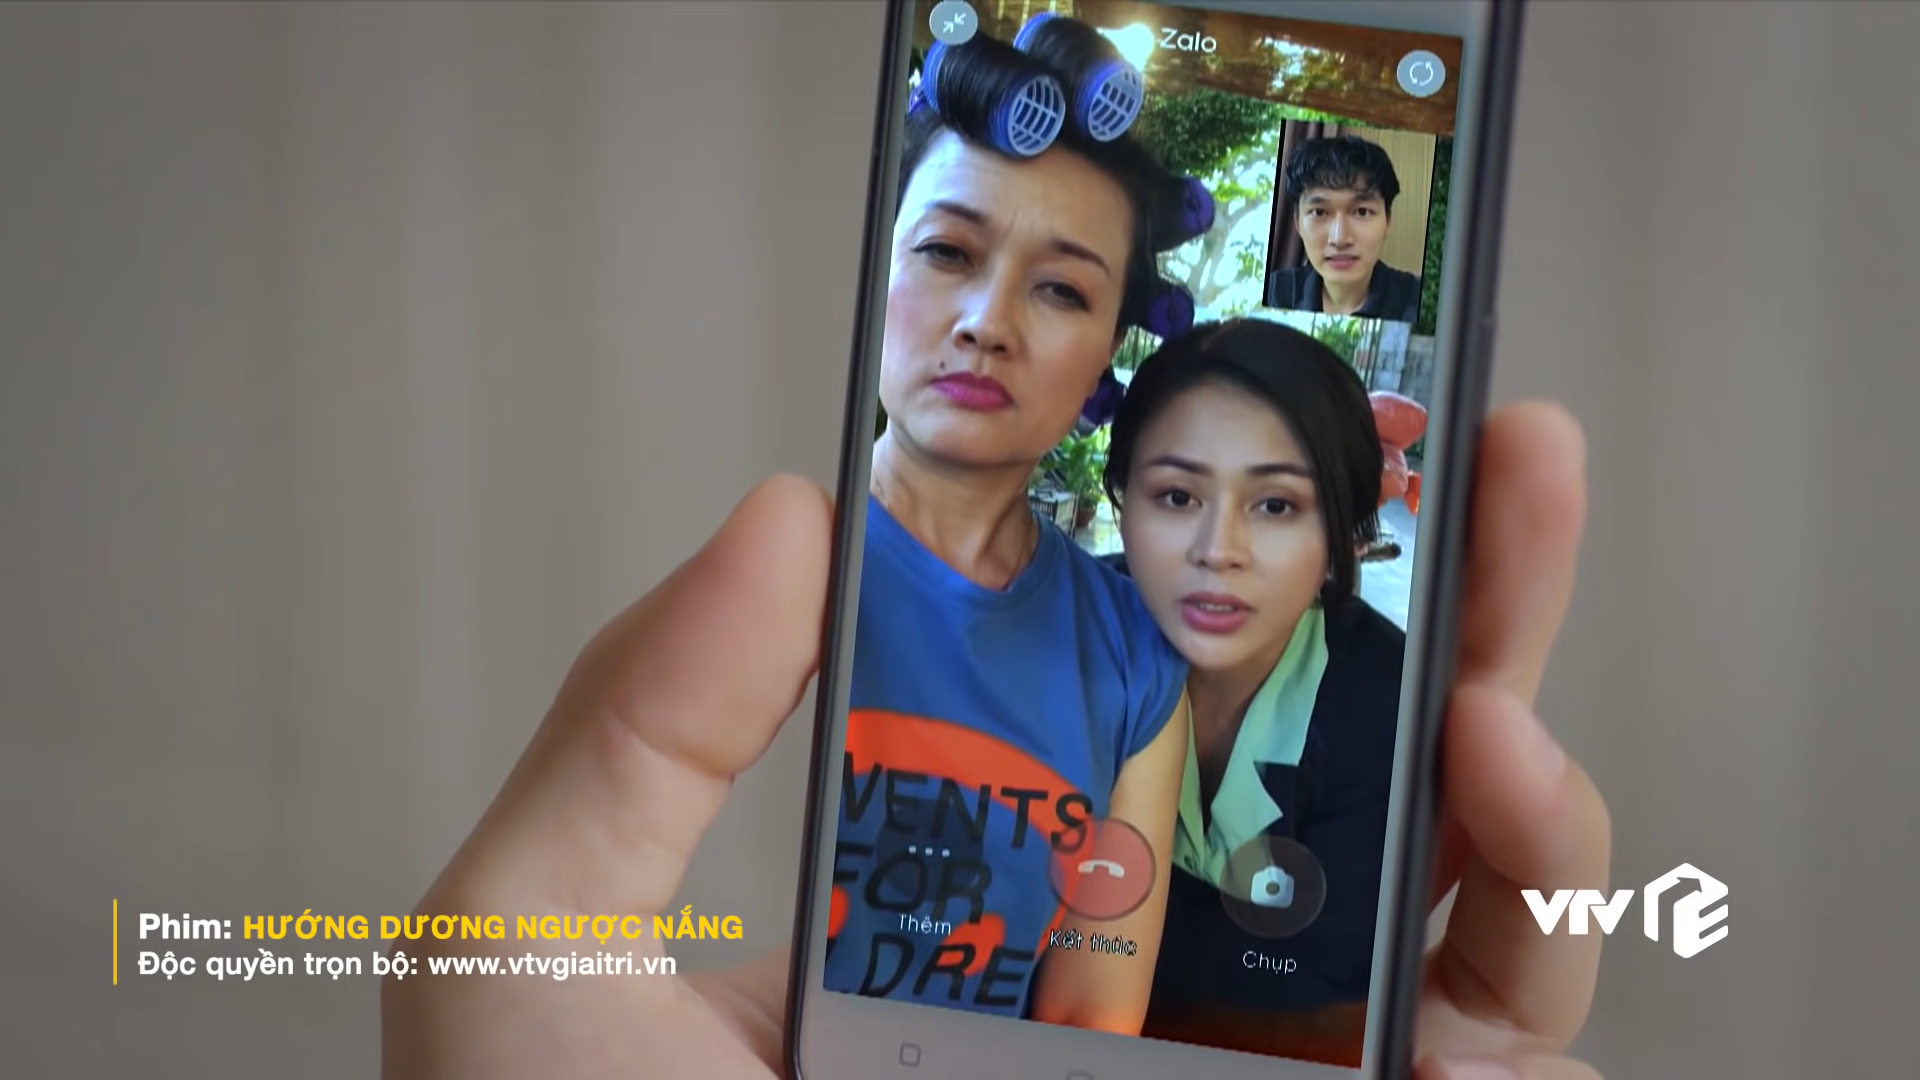 Zalo
VENTS
FOR
LDRE
Thêm
Kết thúc
Chụp
Phim: HƯỚNG DƯƠNG NGƯỢC NẮNG
Độc quyền trọn bộ: www.vtvgiaitri.vn
VTV